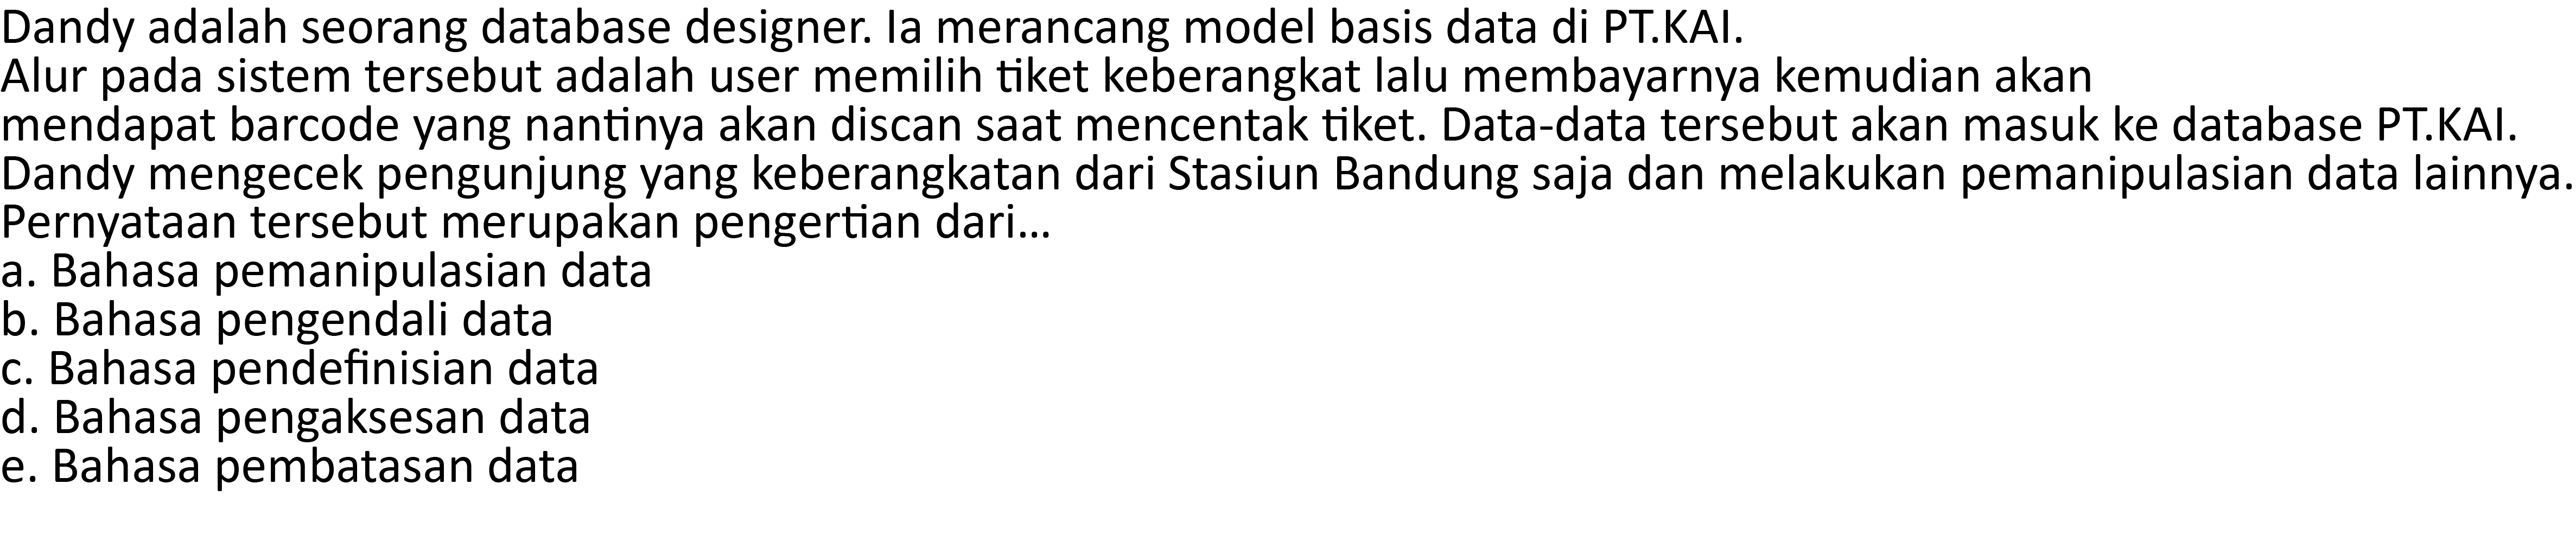 Dandy adalah seorang database designer. Ia merancang model basis data di PT.KAI.
Alur pada sistem tersebut adalah user memilih tiket keberangkat lalu membayarnya kemudian akan
mendapat barcode yang nantinya akan discan saat mencentak tiket. Data-data tersebut akan masuk ke database PT.KAI.
Dandy mengecek pengunjung yang keberangkatan dari Stasiun Bandung saja dan melakukan pemanipulasian data lainnya.
Pernyataan tersebut merupakan pengertian dari...
a. Bahasa pemanipulasian data
b. Bahasa pengendali data
c. Bahasa pendefinisian data
d. Bahasa pengaksesan data
e. Bahasa pembatasan data